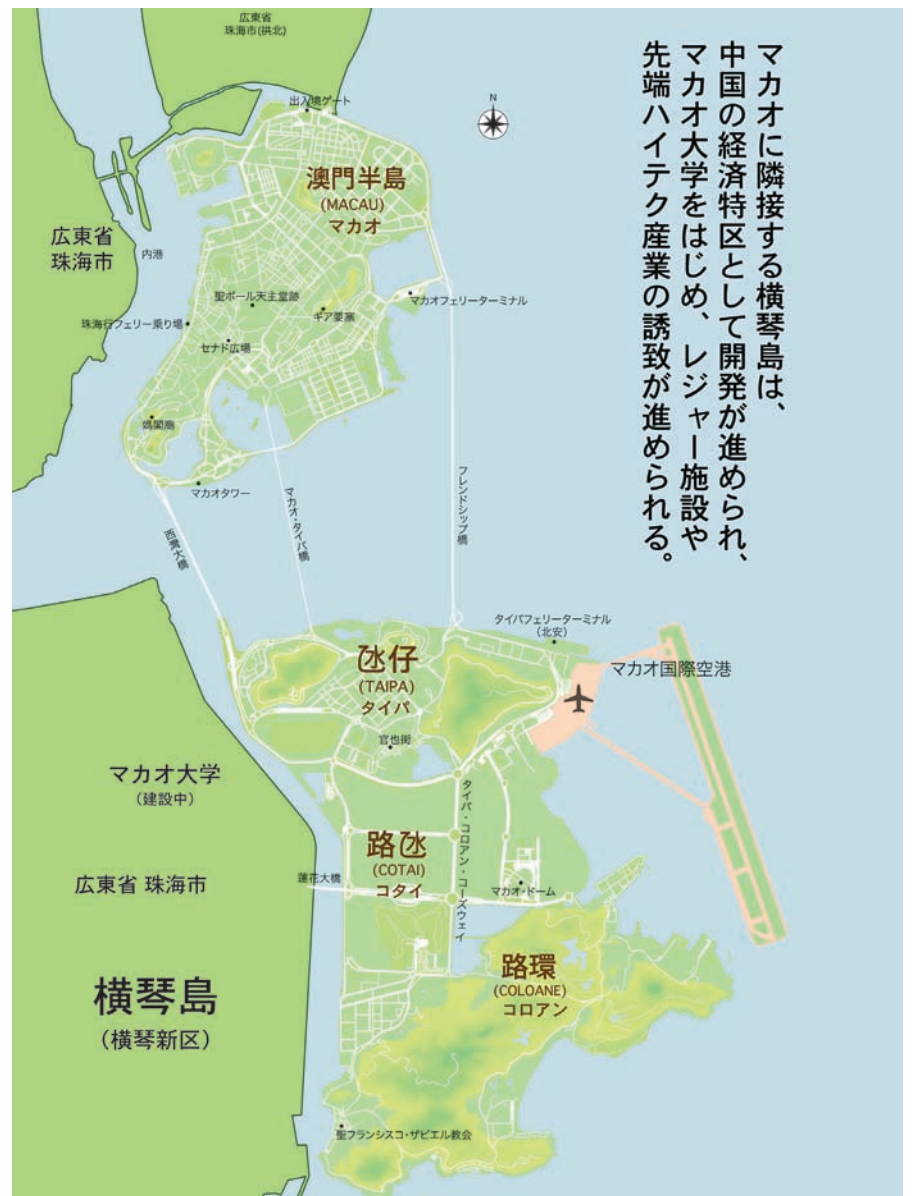 広東省
珠海市(拱北)
マカオに隣接する横琴島は、
中国の経済特区として開発が進められ、
マカオ大学をはじめ、レジャー施設や
先端ハイテク産業の誘致が進められる。
N
出入境ゲート
澳門半島
(MACAU)
マカオ
広東省
珠海市
内港
聖ポール天主堂跡
マカオフェリーターミナル
ギア要塞
珠海行フェリー乗り場
セナド広場
媽閣廟
マカオタワー
西灣大橋
マカオ・タイパ橋
フレンドシップ橋
タイパフェリーターミナル
(北安)
氹仔
(TAIPA)
タイパ
マカオ国際空港
官也街
マカオ大学
(建設中)
タイパ・コロアン・コーズウェイ
路氹
(COTAI)
コタイ
広東省 珠海市
蓮花大橋
マカオ・ドーム
路環
(COLOANE)
コロアン
横琴島
(横琴新区)
聖フランシスコ・ザビエル教会